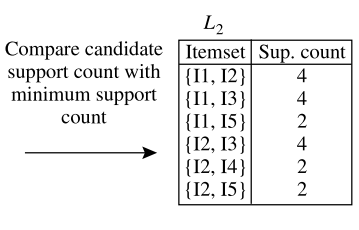 L2
Compare candidate
support count with
minimum support
count
Itemset Sup. count
{I1, I2} 4
{I1, I3} 4
{I1, I5} 2
{I2, I3} 4
{I2, I4} 2
{I2, I5} 2